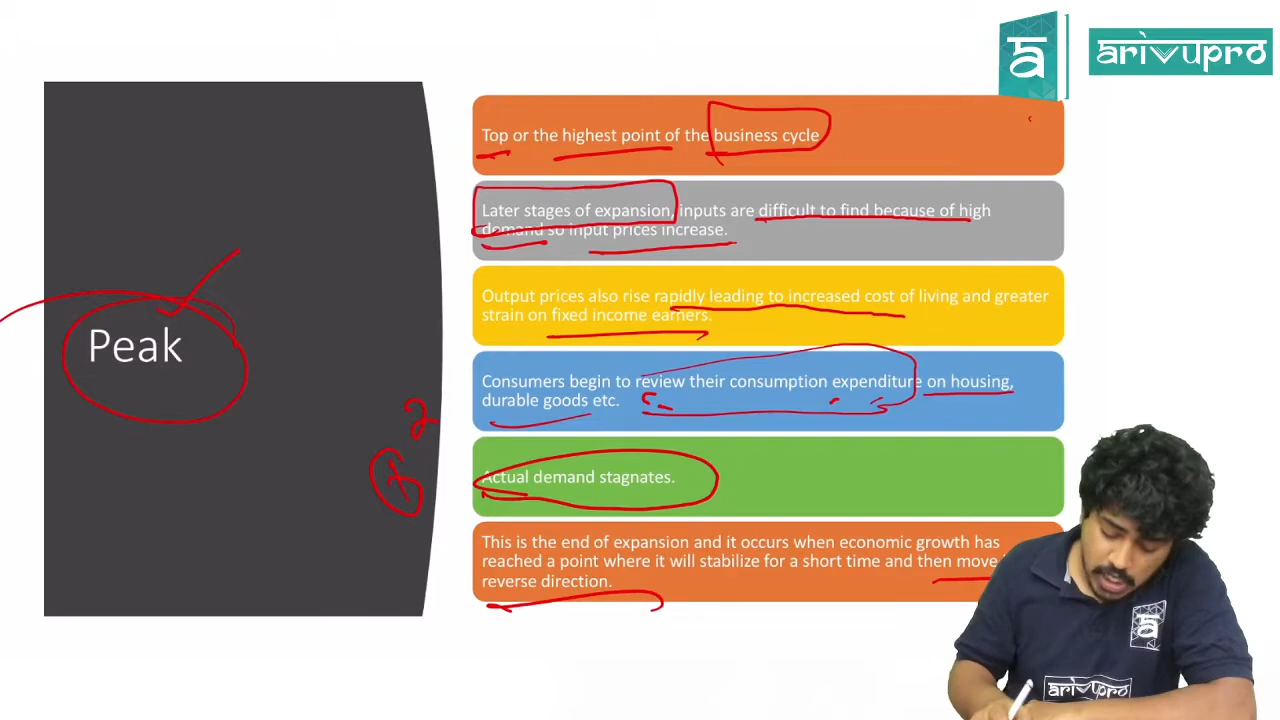 arivupro
Peak
Top or the highest point of the business cycle
Later stages of expansion, inputs are difficult to find because of high
demand so input prices increase.
Output prices also rise rapidly leading to increased cost of living and greater
strain on fixed income earners.
Consumers begin to review their consumption expenditure on housing,
durable goods etc.
2
Actual demand stagnates.
This is the end of expansion and it occurs when economic growth has
reached a point where it will stabilize for a short time and then move
reverse direction.
arivupro